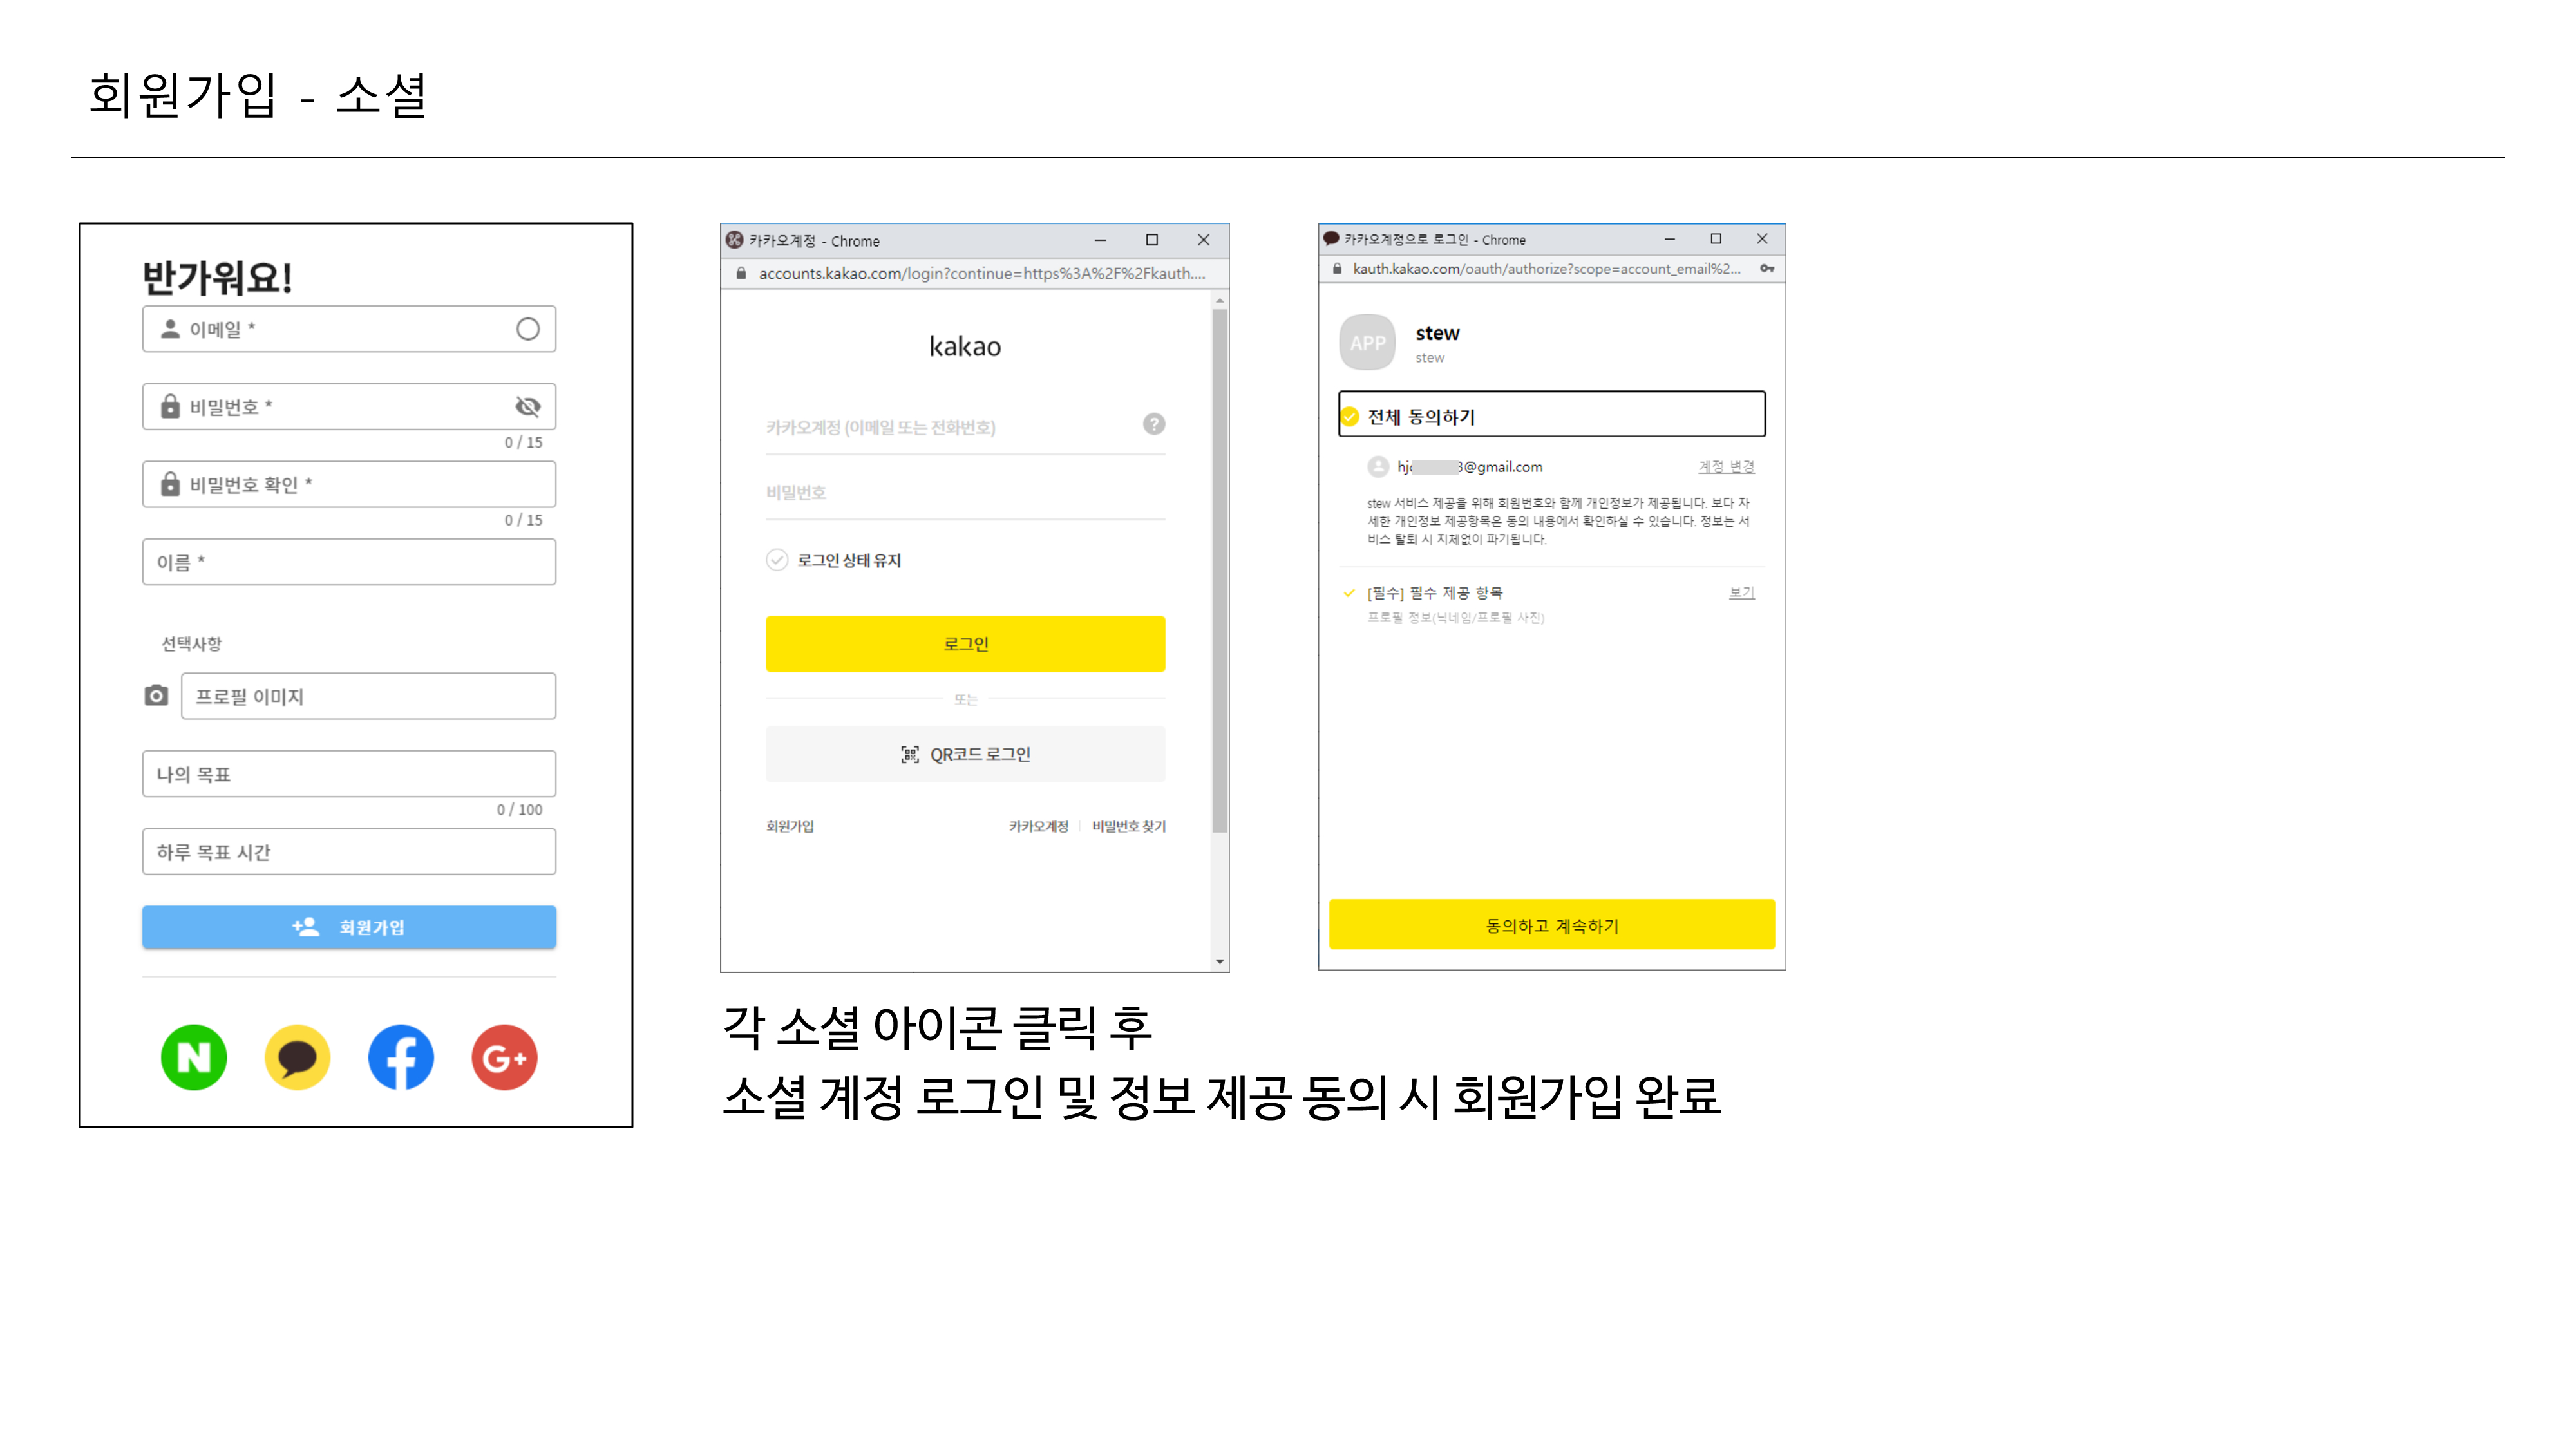 회원가입 - 소셜
반가워요!
이메일 *
비밀번호 *
0 / 15
비밀번호 확인 *
0 / 15
이름 *
선택사항
프로필 이미지
나의 목표
0 / 100
하루 목표 시간
회원가입
N
f
G+
카카오계정 - Chrome
accounts.kakao.com/login?continue=https%3A%2F%2Fkauth....
kakao
카카오계정 (이메일 또는 전화번호)
?
비밀번호
로그인 상태 유지
로그인
또는
QR코드 로그인
회원가입
카카오계정 | 비밀번호 찾기
카카오계정으로 로그인 - Chrome
kauth.kakao.com/oauth/authorize?scope=account_email%2...
APP
stew
stew
전체 동의하기
hj 3@gmail.com
계정 변경
stew 서비스 제공을 위해 회원번호와 함께 개인정보가 제공됩니다. 보다 자
세한 개인정보 제공항목은 동의 내용에서 확인하실 수 있습니다. 정보는 서
비스 탈퇴 시 지체없이 파기됩니다.
[필수] 필수 제공 항목
보기
프로필 정보(닉네임/프로필 사진)
동의하고 계속하기
각 소셜 아이콘 클릭 후
소셜 계정 로그인 및 정보 제공 동의 시 회원가입 완료